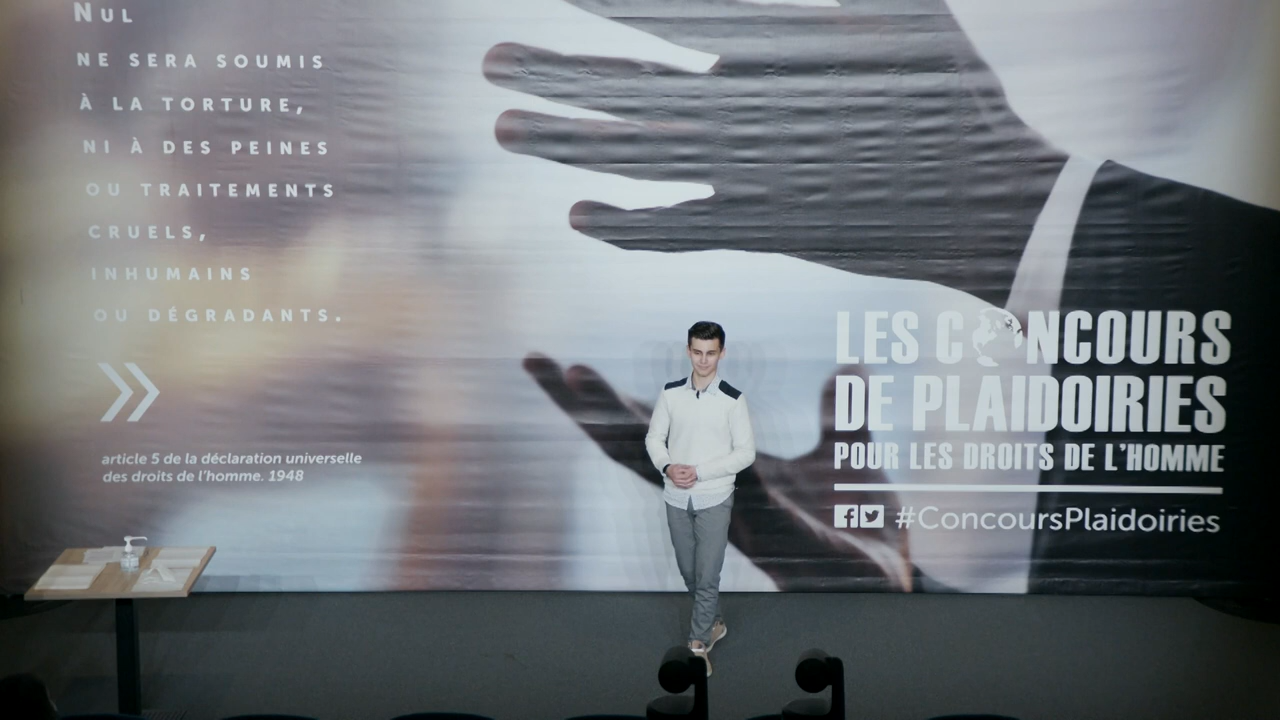 NUL
NE SERA SOUMIS
À LA TORTURE,
NI À DES PEINES
OU TRAITEMENTS
CRUELS,
INHUMAINS
OU DÉGRADANTS.
article 5 de la déclaration universelle
des droits de l'homme. 1948
LES CONCOURS
DE PLAIDOIRIES
POUR LES DROITS DE L'HOMME
#ConcoursPlaidoiries